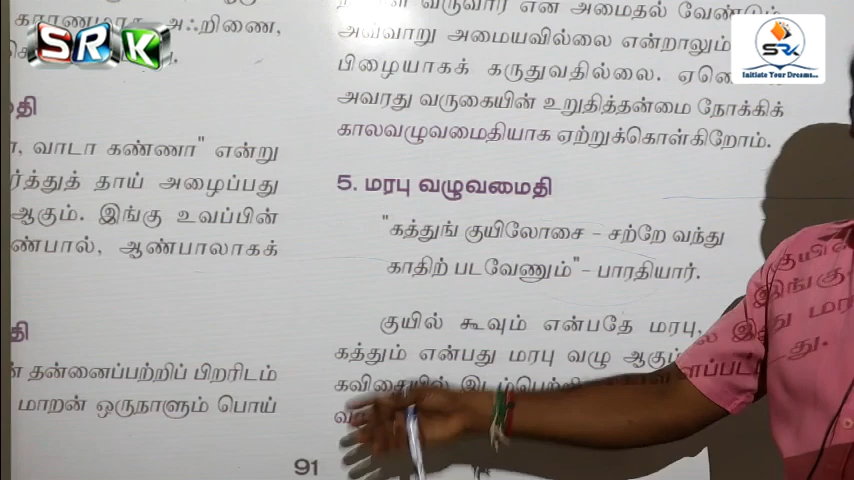 காரணமாக அஃறிணை,
தி
, வாடா கண்ணா" என்று
ர்த்துத் தாய் அழைப்பது
ஆகும். இங்கு உவப்பின்
ண்பால், ஆண்பாலாகக்
தி
ன் தன்னைப்பற்றிப் பிறரிடம்
மாறன் ஒருநாளும் பொய்
வருவார் என அமைதல் வேண்டும்.
அவ்வாறு அமையவில்லை என்றாலும்
பிழையாகக் கருதுவதில்லை. ஏனெ
அவரது வருகையின் உறுதித்தன்மை நோக்கிக்
காலவழுவமைதியாக ஏற்றுக்கொள்கிறோம்.
5. மரபு வழுவமைதி
"கத்துங் குயிலோசை – சற்றே வந்து
காதிற் படவேணும்" – பாரதியார்.
குயில் கூவும் என்பதே மரபு,
கத்தும் என்பது மரபு வழு ஆகும்
கவிதையில் இடம்பெற்றி
91
SRK
SRK
Initiate Your Dreams...